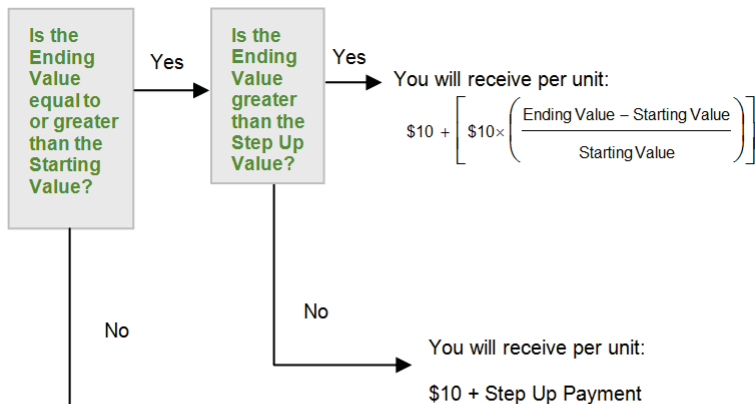 Is the
Ending
Value
equal to
or greater
than the
Starting
Value?
Yes
Is the
Ending
Value
greater
than the
Step Up
Value?
Yes
You will receive per unit:
$10 + [ $10× ( Ending Value – Starting Value
Starting Value ) ]
No
No
You will receive per unit:
$10 + Step Up Payment